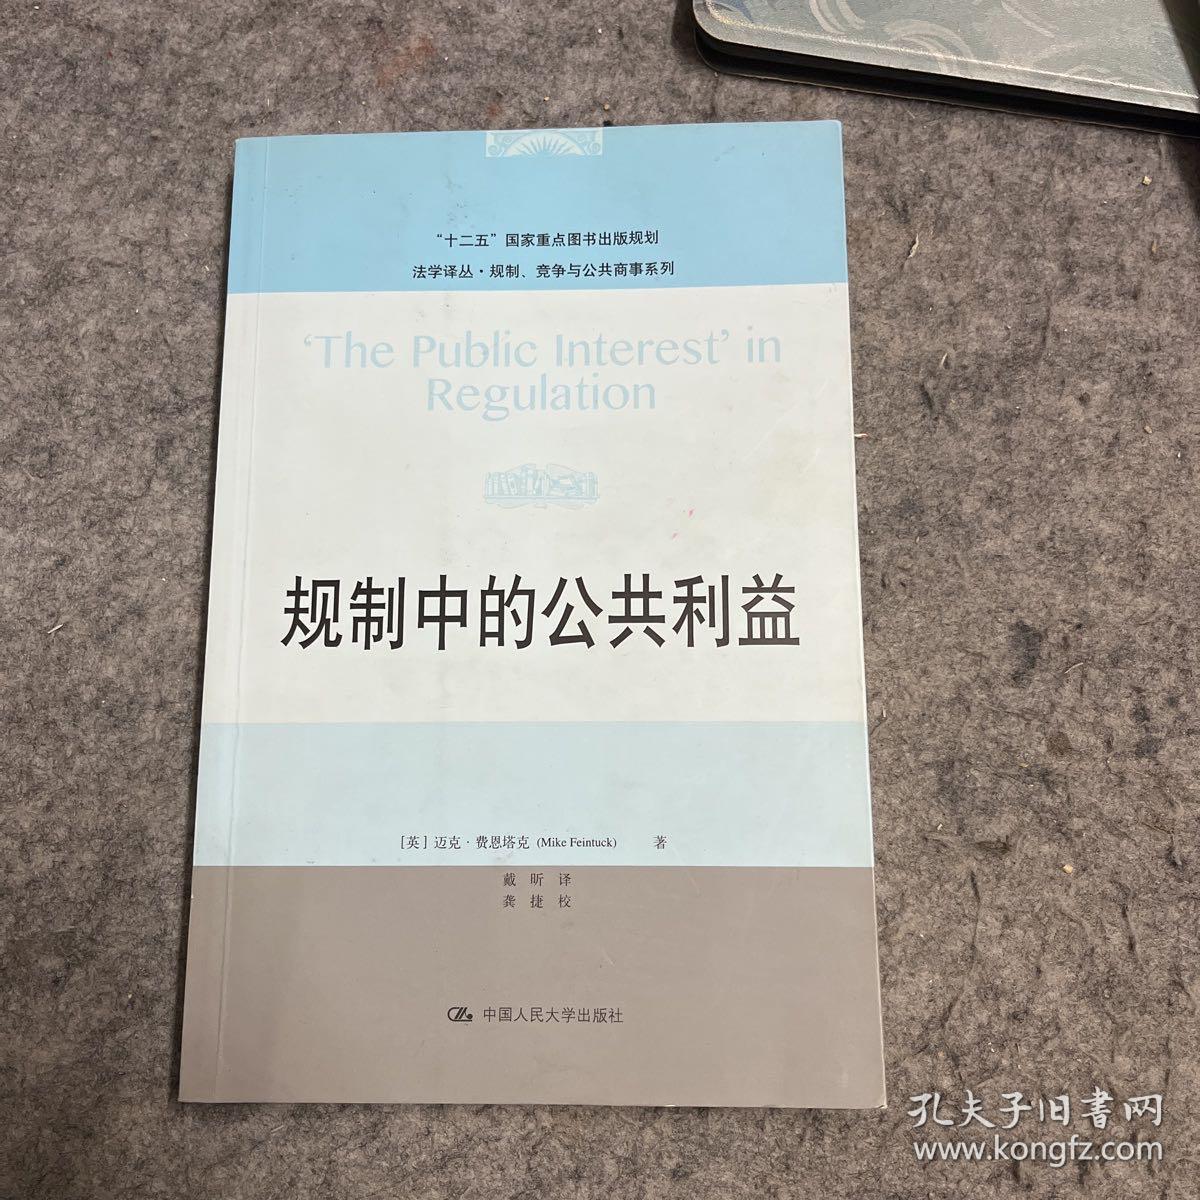 “十二五”国家重点图书出版规划
法学译丛·规制、竞争与公共商事系列
‘The Public Interest’ in
Regulation
规制中的公共利益
[英] 迈克·费恩塔克 (Mike Feintuck) 著
戴 昕 译
龚 捷 校
中国人民大学出版社
孔夫子旧書网
www.kongfz.com